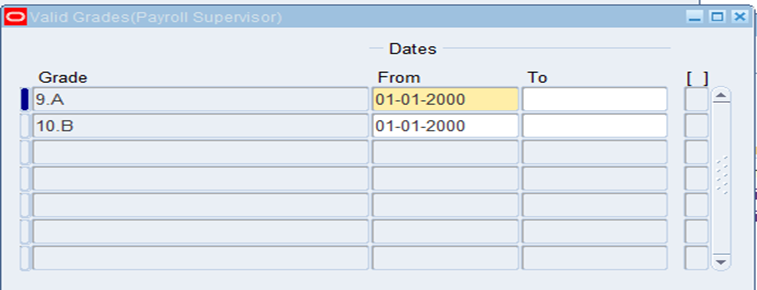 Valid Grades(Payroll Supervisor)
Dates
Grade From To [ ]
9.A 01-01-2000
10.B 01-01-2000